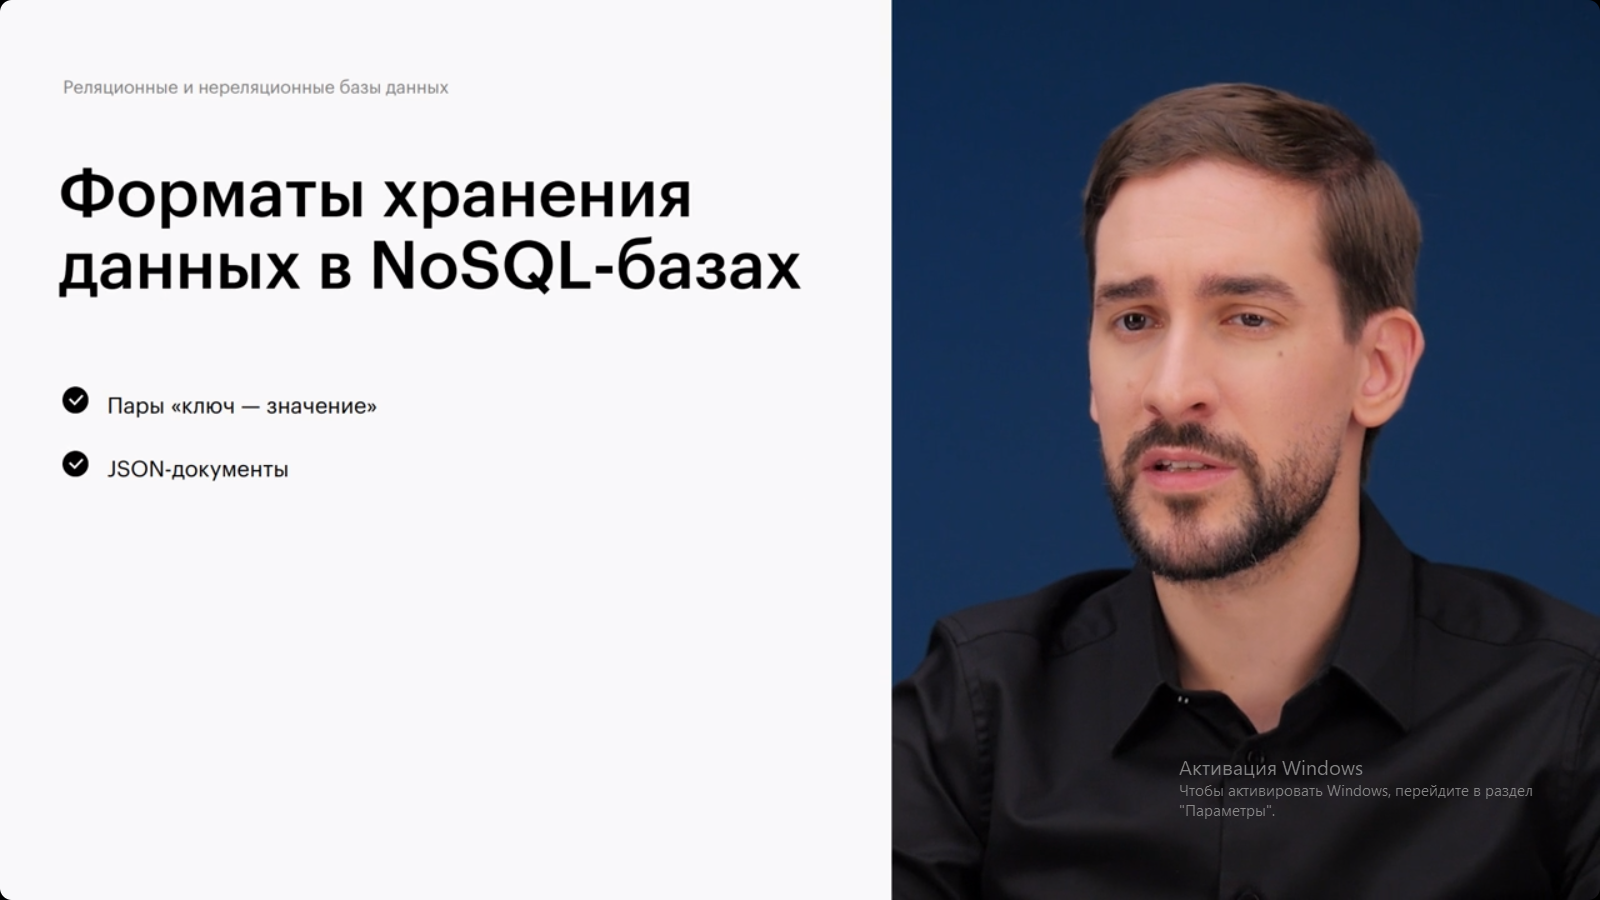 Реляционные и нереляционные базы данных
Форматы хранения
данных в NoSQL-базах
Пары «ключ — значение»
JSON-документы
Активация Windows
Чтобы активировать Windows, перейдите в раздел
"Параметры".